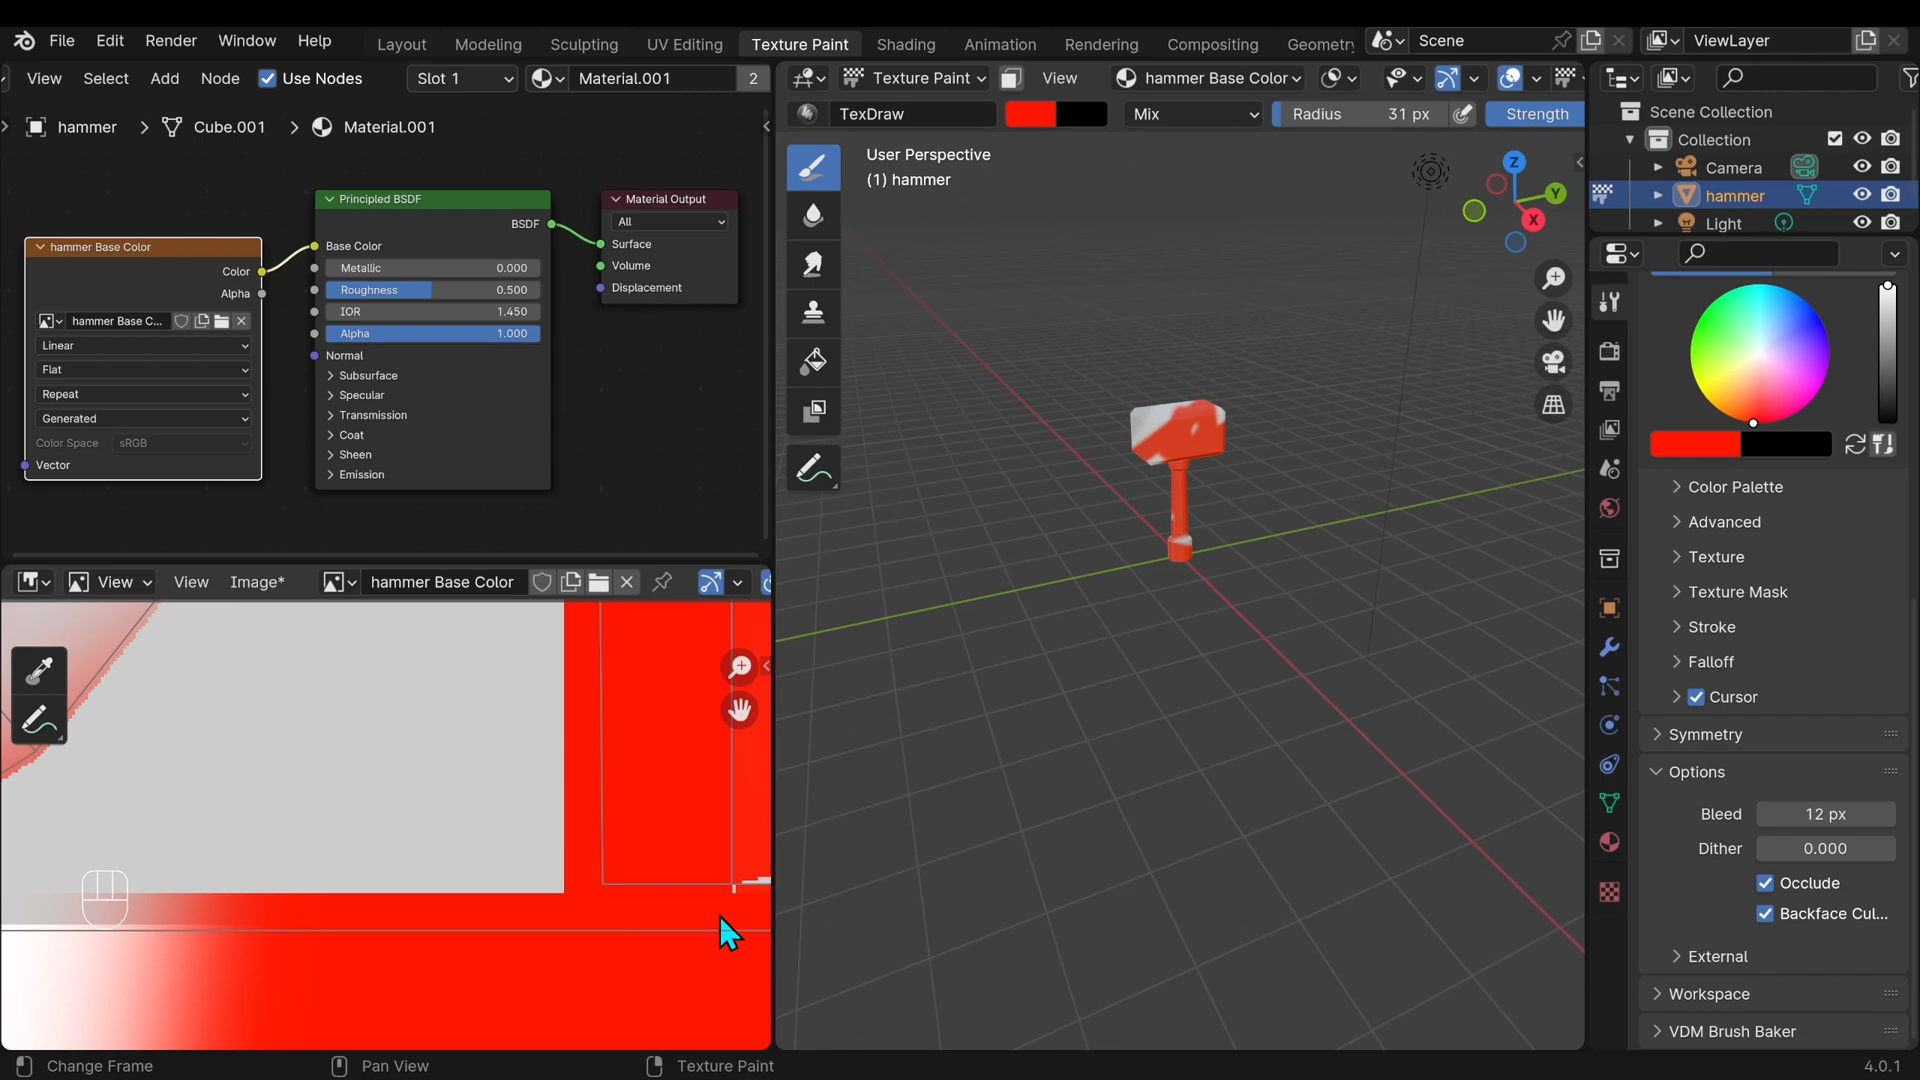 File Edit Render Window Help Layout Modeling Sculpting UV Editing Texture Paint Shading Animation Rendering Compositing Geometry Scene ViewLayer
View Select Add Node Use Nodes Slot 1 Material.001 2
hammer Cube.001 Material.001
hammer Base Color
Color
Alpha
hammer Base C...
Linear
Flat
Repeat
Generated
Color Space sRGB
Vector
Principled BSDF
BSDF
Base Color
Metallic 0.000
Roughness 0.500
IOR 1.450
Alpha 1.000
Normal
Subsurface
Specular
Transmission
Coat
Sheen
Emission
Material Output
All
Surface
Volume
Displacement
View View Image* hammer Base Color
Texture Paint View hammer Base Color
TexDraw Mix Radius 31 px Strength
User Perspective
(1) hammer
Z
Y
X
Scene Collection
Collection
Camera
hammer
Light
Color Palette
Advanced
Texture
Texture Mask
Stroke
Falloff
Cursor
Symmetry
Options
Bleed 12 px
Dither 0.000
Occlude
Backface Cul...
External
Workspace
VDM Brush Baker
Change Frame Pan View Texture Paint 4.0.1